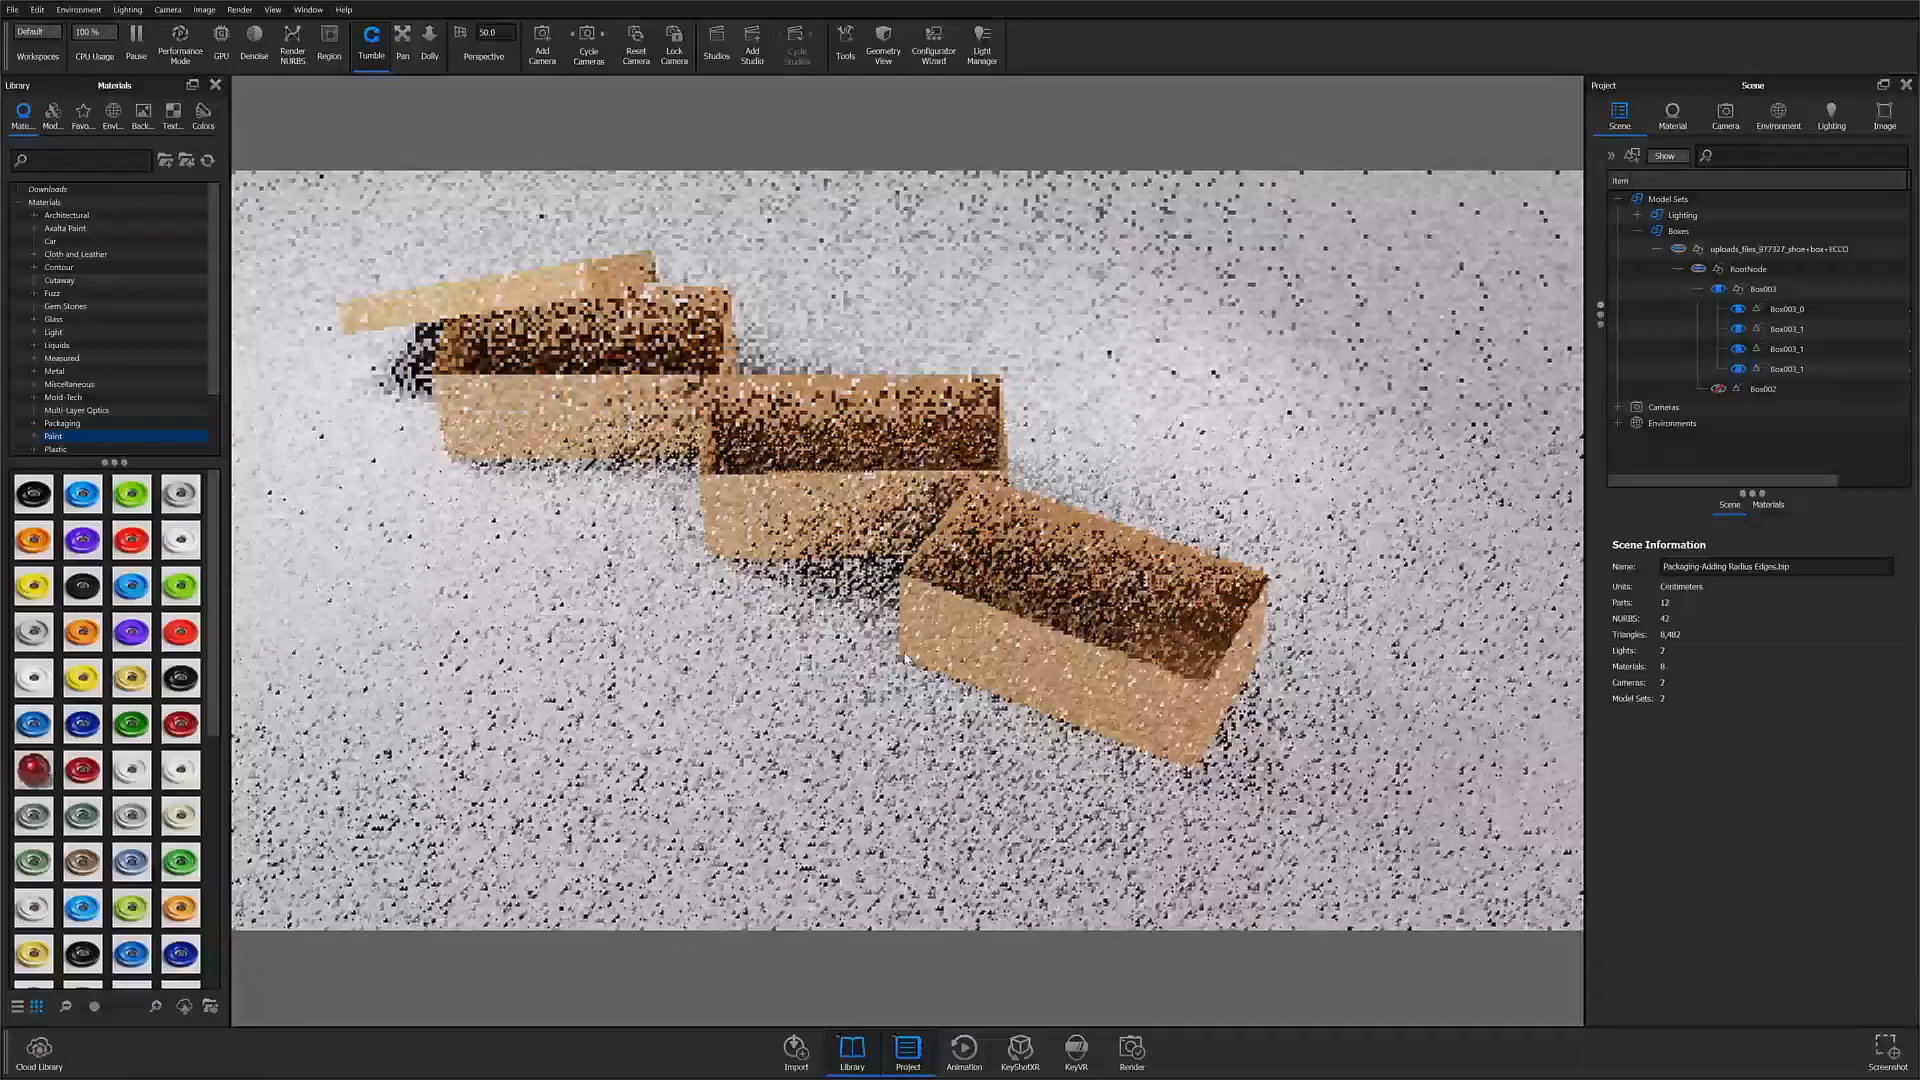 File Edit Environment Lighting Camera Image Render View Window Help
Default 100 % 50.0
Workspaces CPU Usage Pause Performance Mode GPU Denoise Render NURBS Region Tumble Pan Dolly Perspective Add Camera Cycle Cameras Reset Camera Lock Camera Studios Add Studio Cycle Studios Tools Geometry View Configurator Wizard Light Manager
Library Materials
Mate... Mod... Favo... Envi... Back... Text... Colors
Downloads
Materials
Architectural
Axalta Paint
Car
Cloth and Leather
Contour
Cutaway
Fuzz
Gem Stones
Glass
Light
Liquids
Measured
Metal
Miscellaneous
Mold-Tech
Multi-Layer Optics
Packaging
Paint
Plastic
Project Scene
Scene Material Camera Environment Lighting Image
Show
Item
Model Sets
Lighting
Boxes
uploads_files_977327_shoe+box+ECCO
RootNode
Box003
Box003_0
Box003_1
Box003_1
Box003_1
Box002
Cameras
Environments
Scene Materials
Scene Information
Name: Packaging-Adding Radius Edges.bip
Units: Centimeters
Parts: 12
NURBS: 42
Triangles: 8,482
Lights: 2
Materials: 8
Cameras: 2
Model Sets: 2
Cloud Library Import Library Project Animation KeyShotXR KeyVR Render Screenshot